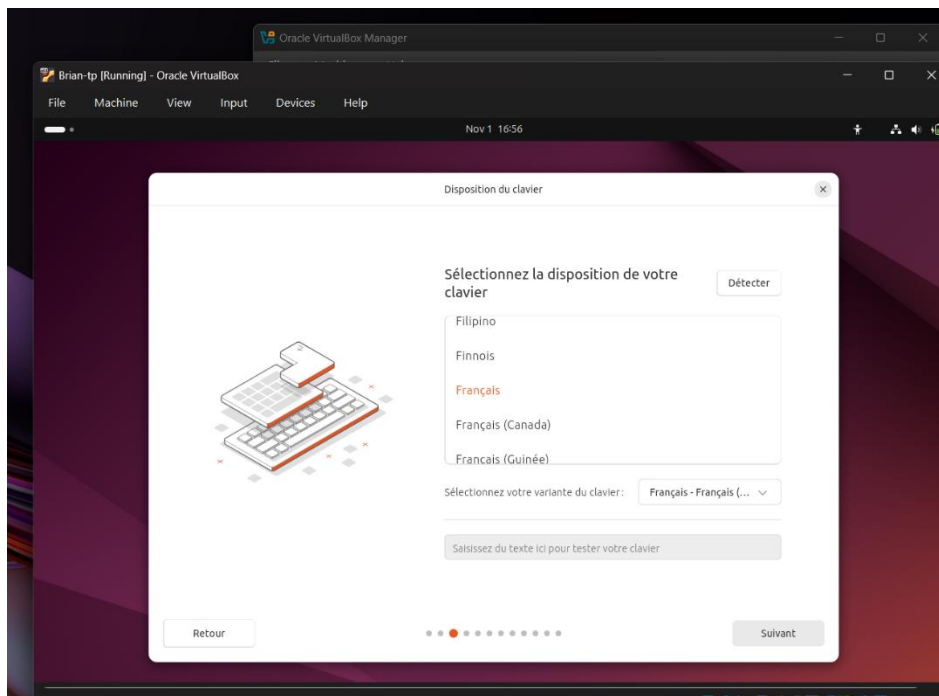 Oracle VirtualBox Manager
Brian-tp [Running] - Oracle VirtualBox
File Machine View Input Devices Help
Nov 1 16:56
Disposition du clavier
Sélectionnez la disposition de votre
clavier
Détecter
Filipino
Finnois
Français
Français (Canada)
Français (Guinée)
Sélectionnez votre variante du clavier:
Français - Français (...
Saisissez du texte ici pour tester votre clavier
Retour
Suivant